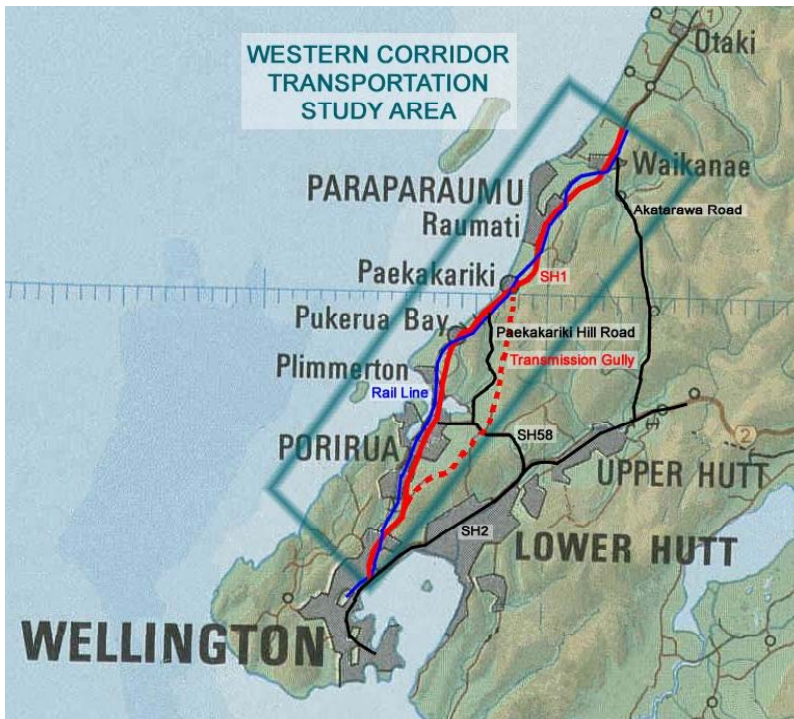 WESTERN CORRIDOR
TRANSPORTATION
STUDY AREA
1
Otaki
Waikanae
PARAPARAUMU
Raumati
Akatarawa Road
Paekakariki
SH1
Pukerua Bay
Paekakariki Hill Road
Plimmerton
Transmission Gully
Rail Line
SH58
2
PORIRUA
UPPER HUTT
SH2
LOWER HUTT
WELLINGTON